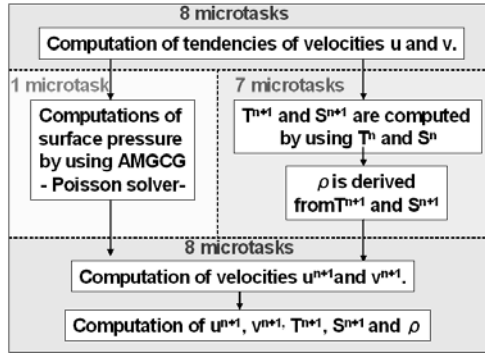 8 microtasks
Computation of tendencies of velocities u and v.
1 microtask
Computations of
surface pressure
by using AMGCG
- Poisson solver-
7 microtasks
Tⁿ⁺¹ and Sⁿ⁺¹ are computed
by using Tⁿ and Sⁿ
ρ is derived
fromTⁿ⁺¹ and Sⁿ⁺¹
8 microtasks
Computation of velocities uⁿ⁺¹and vⁿ⁺¹.
Computation of uⁿ⁺¹, vⁿ⁺¹, Tⁿ⁺¹, Sⁿ⁺¹ and ρ